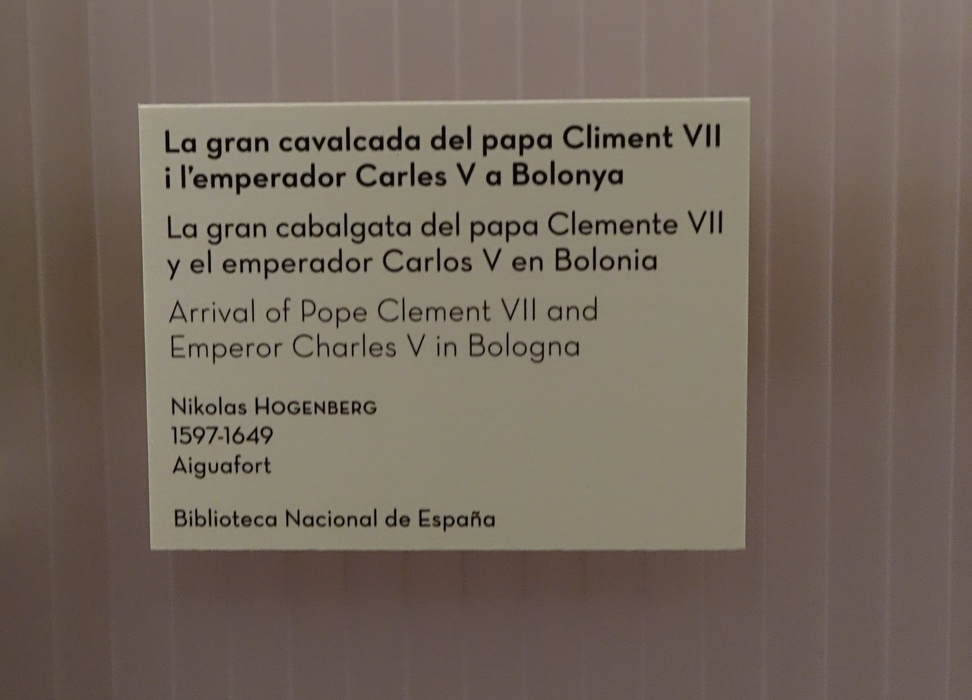 La gran cavalcada del papa Climent VII
i l'emperador Carles V a Bolonya
La gran cabalgata del papa Clemente VII
y el emperador Carlos V en Bolonia
Arrival of Pope Clement VII and
Emperor Charles V in Bologna
Nikolas HOGENBERG
1597-1649
Aiguafort
Biblioteca Nacional de España